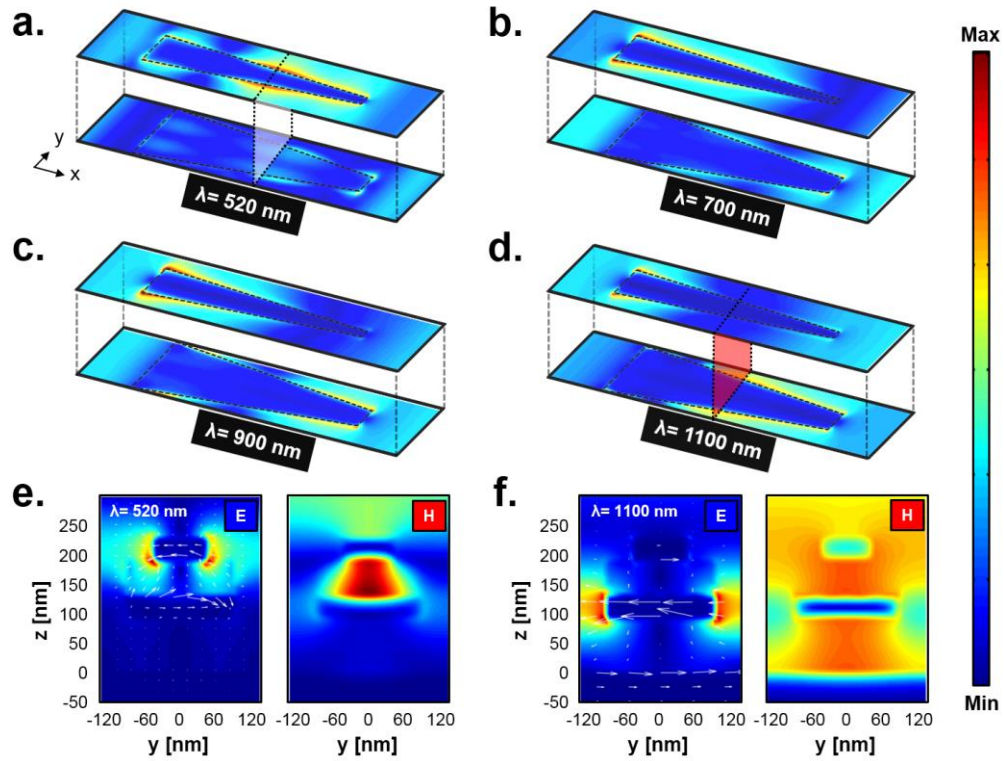 a.
b.
Max
y
x
λ= 520 nm
λ= 700 nm
c.
d.
λ= 900 nm
λ= 1100 nm
e.
f.
λ= 520 nm
E
H
λ= 1100 nm
E
H
250
200
150
100
50
0
-50
z [nm]
-120 -60 0 60 120
-120 -60 0 60 120
y [nm]
y [nm]
250
200
150
100
50
0
-50
z [nm]
-120 -60 0 60 120
-120 -60 0 60 120
y [nm]
y [nm]
Min